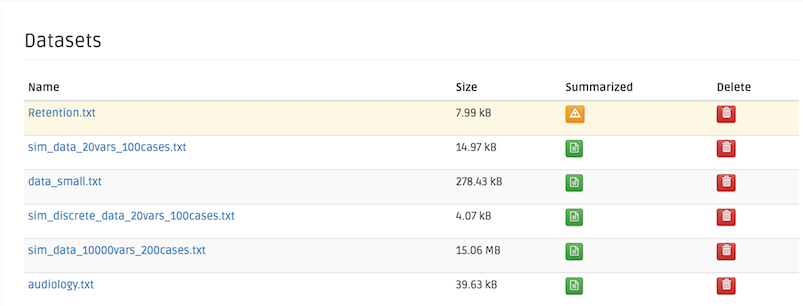 Datasets
Name Size Summarized Delete
Retention.txt 7.99 kB
sim_data_20vars_100cases.txt 14.97 kB
data_small.txt 278.43 kB
sim_discrete_data_20vars_100cases.txt 4.07 kB
sim_data_10000vars_200cases.txt 15.06 MB
audiology.txt 39.63 kB